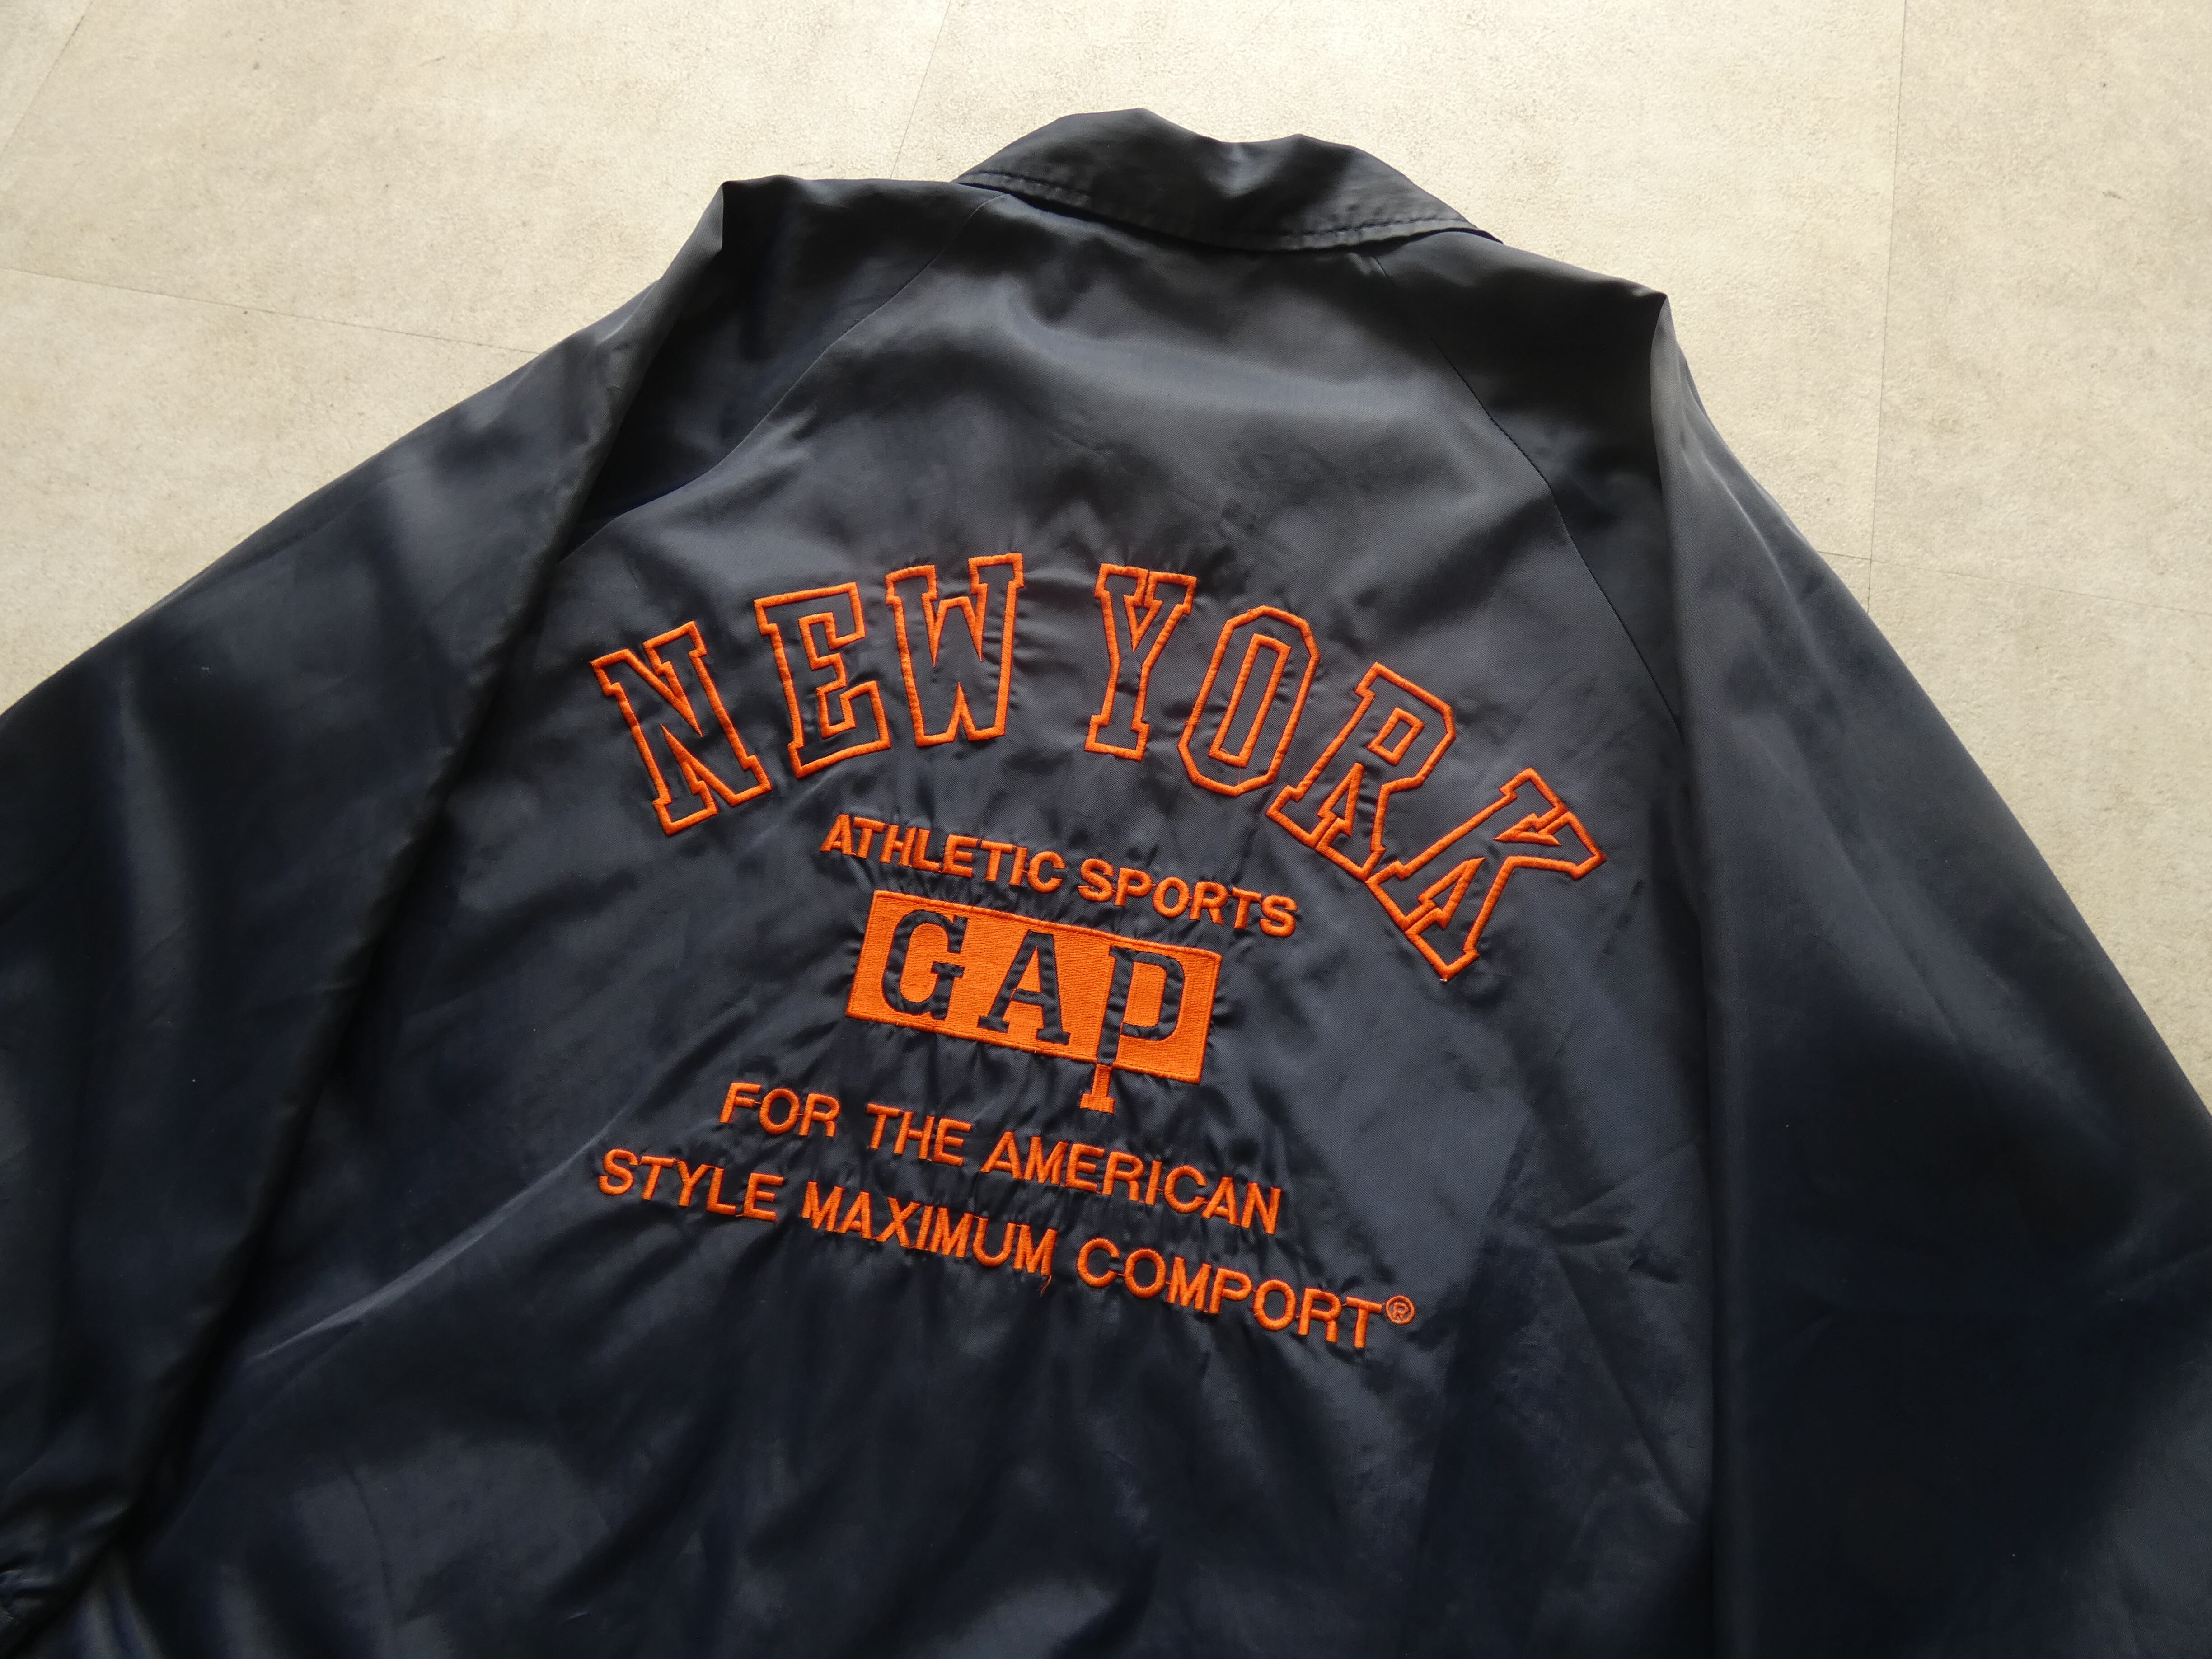 NEW YORK
ATHLETIC SPORTS
GAP
FOR THE AMERICAN
STYLE MAXIMUM COMPORT®